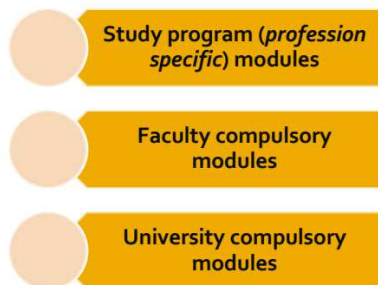 Study program (profession
specific) modules
Faculty compulsory
modules
University compulsory
modules